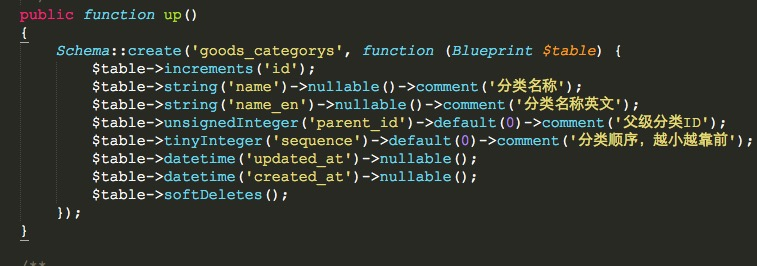 public function up()
{
Schema::create('goods_categorys', function (Blueprint $table) {
$table->increments('id');
$table->string('name')->nullable()->comment('分类名称');
$table->string('name_en')->nullable()->comment('分类名称英文');
$table->unsignedInteger('parent_id')->default(0)->comment('父级分类ID');
$table->tinyInteger('sequence')->default(0)->comment('分类顺序，越小越靠前');
$table->datetime('updated_at')->nullable();
$table->datetime('created_at')->nullable();
$table->softDeletes();
});
}
/**